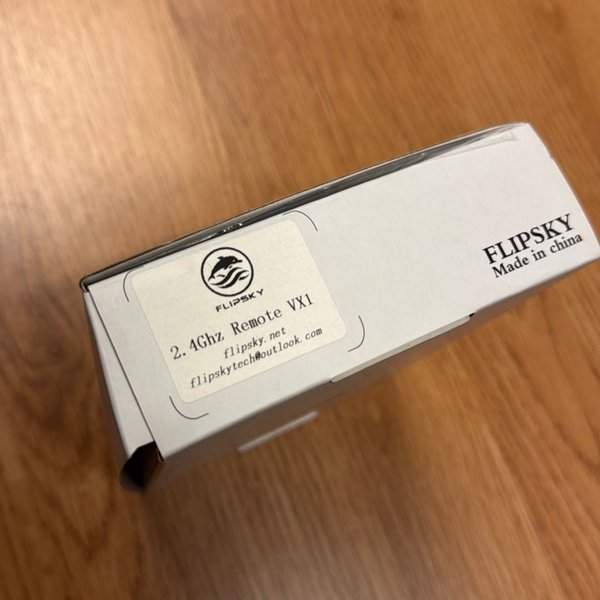 FLIPSKY
2.4Ghz Remote VX1
flipsky.net
flipskytech@outlook.com
FLIPSKY
Made in china